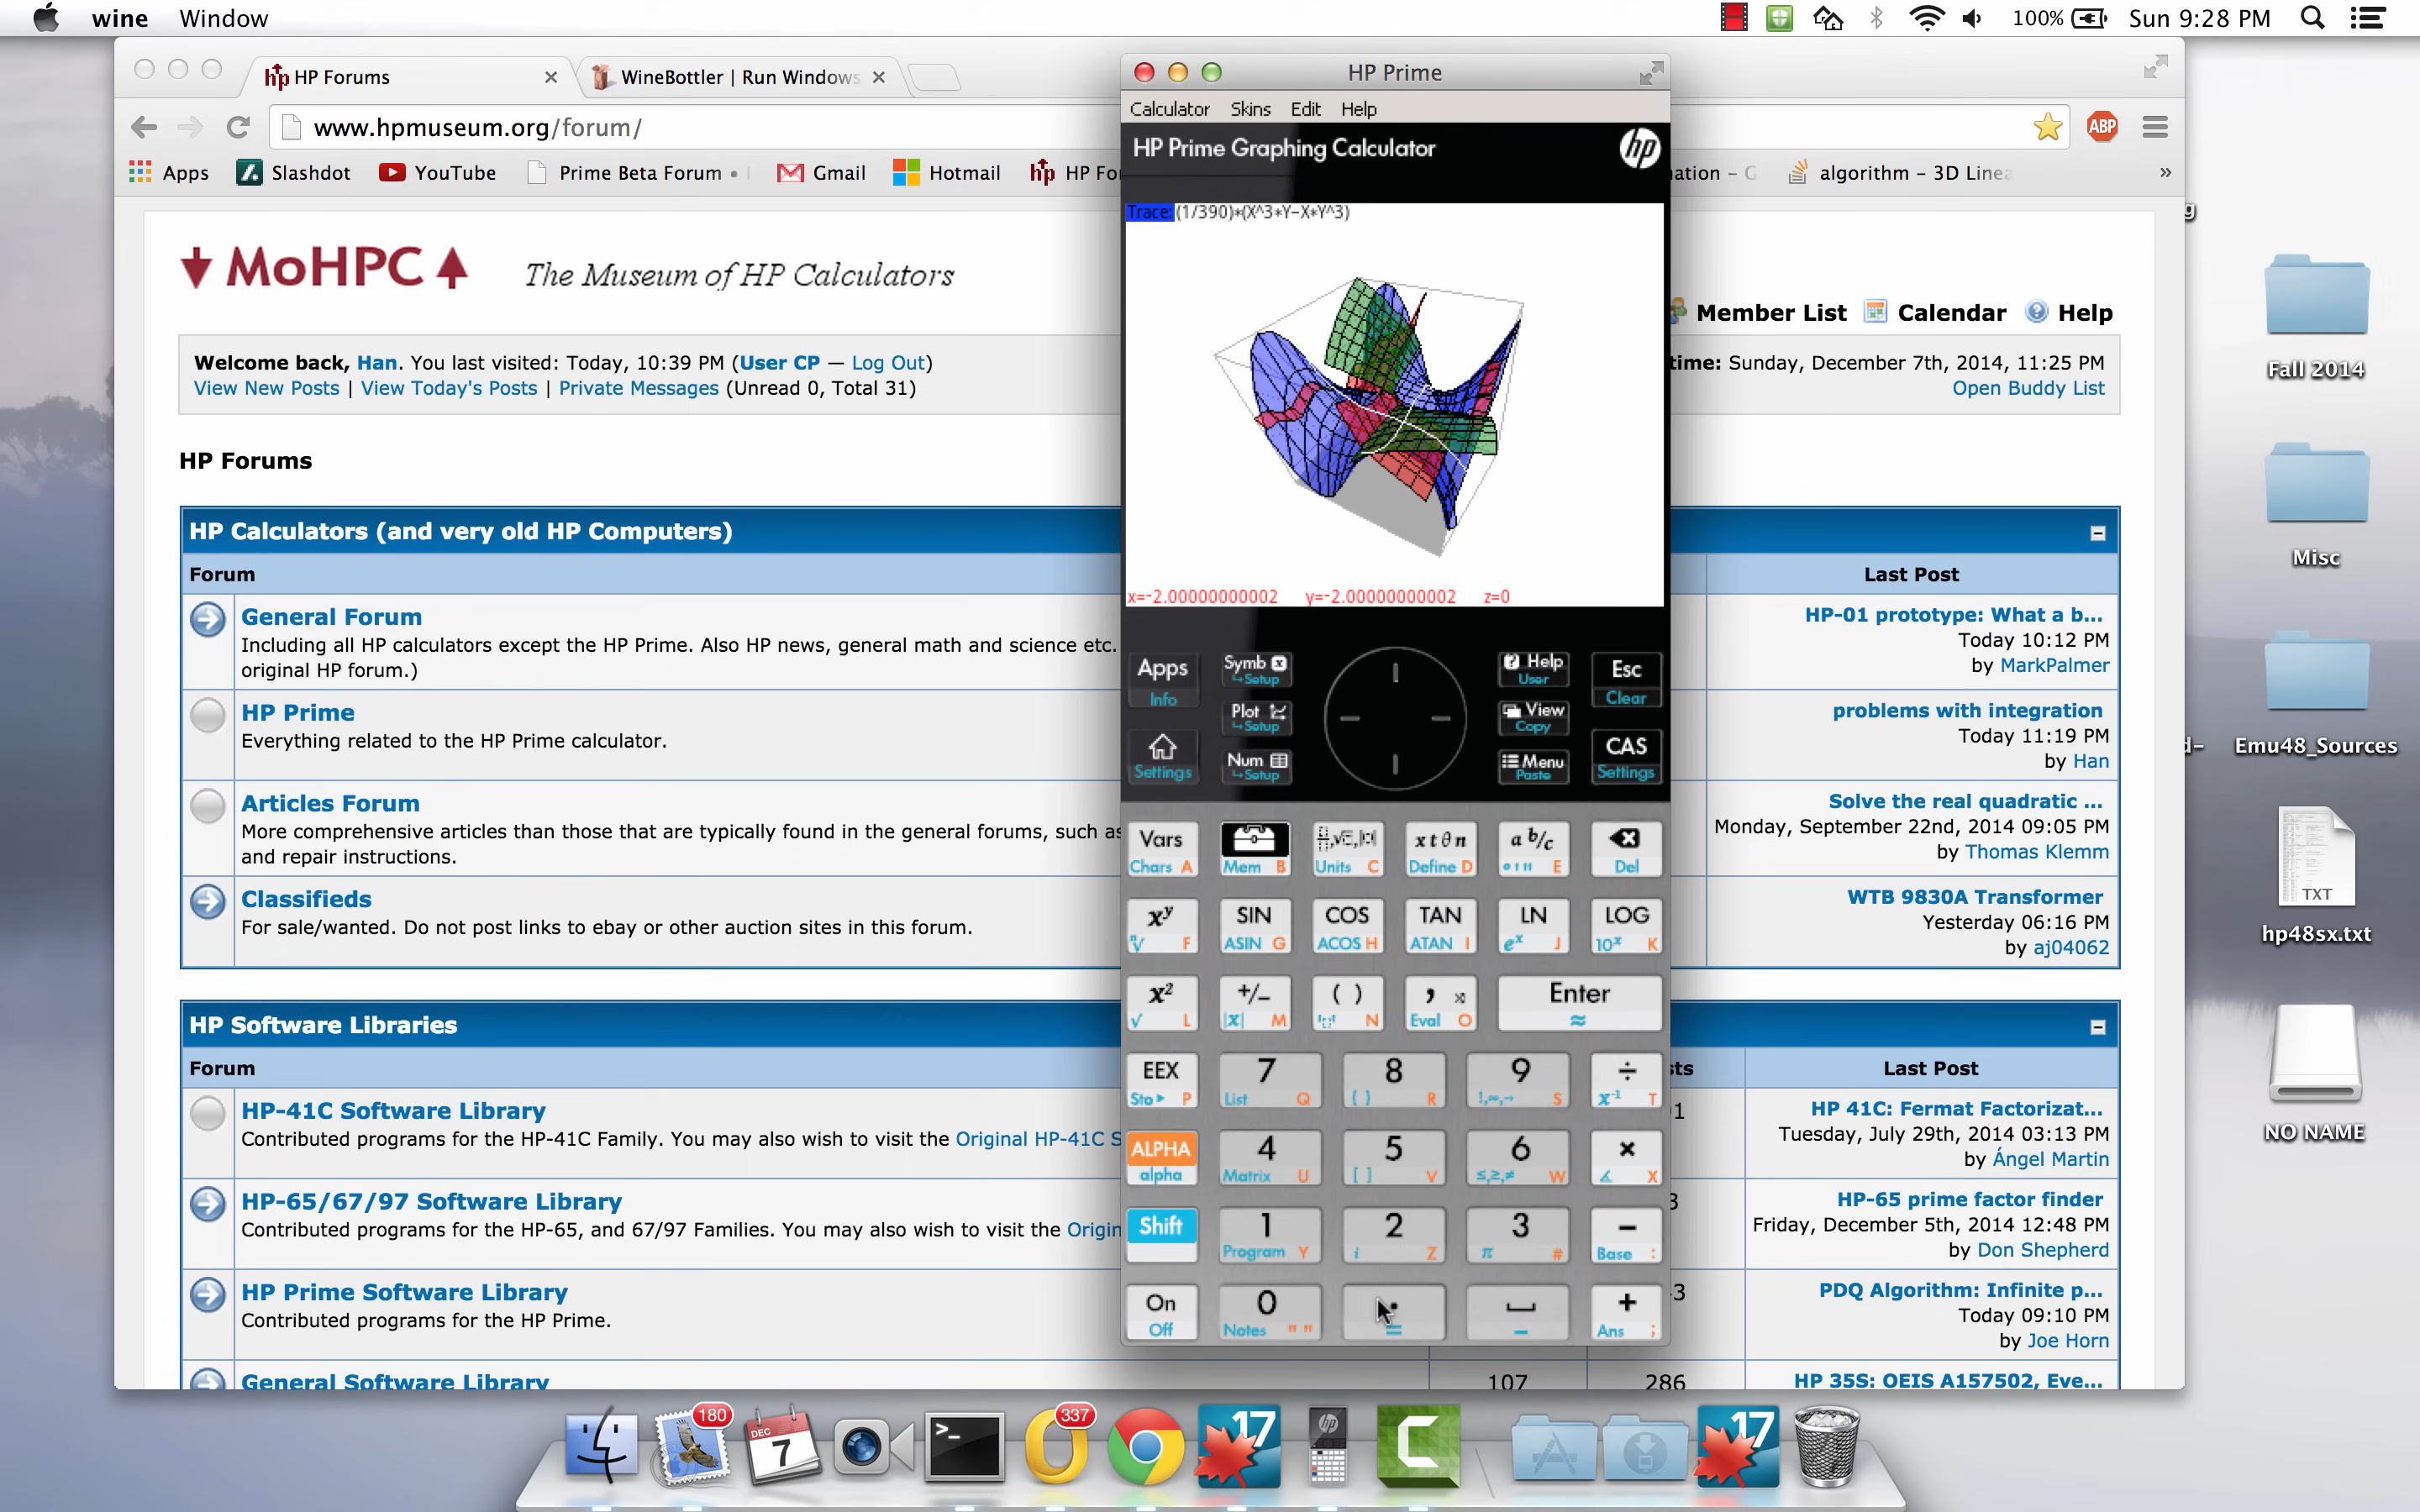 wine Window
100% Sun 9:28 PM
HP Forums
WineBottler | Run Windows
www.hpmuseum.org/forum/
ABP
Apps Slashdot YouTube Prime Beta Forum Gmail Hotmail HP Fo
ation – G algorithm – 3D Linea »
MoHPC The Museum of HP Calculators
Member List Calendar Help
Welcome back, Han. You last visited: Today, 10:39 PM (User CP — Log Out)
View New Posts | View Today's Posts | Private Messages (Unread 0, Total 31)
time: Sunday, December 7th, 2014, 11:25 PM
Open Buddy List
HP Forums
HP Calculators (and very old HP Computers)
Forum
Last Post
General Forum
Including all HP calculators except the HP Prime. Also HP news, general math and science etc.
original HP forum.)
HP-01 prototype: What a b...
Today 10:12 PM
by MarkPalmer
HP Prime
Everything related to the HP Prime calculator.
problems with integration
Today 11:19 PM
by Han
Articles Forum
More comprehensive articles than those that are typically found in the general forums, such as
and repair instructions.
Solve the real quadratic ...
Monday, September 22nd, 2014 09:05 PM
by Thomas Klemm
Classifieds
For sale/wanted. Do not post links to ebay or other auction sites in this forum.
WTB 9830A Transformer
Yesterday 06:16 PM
by aj04062
HP Software Libraries
Forum
sts
Last Post
HP-41C Software Library
Contributed programs for the HP-41C Family. You may also wish to visit the Original HP-41C S
1
HP 41C: Fermat Factorizat...
Tuesday, July 29th, 2014 03:13 PM
by Ángel Martin
HP-65/67/97 Software Library
Contributed programs for the HP-65, and 67/97 Families. You may also wish to visit the Origin
3
HP-65 prime factor finder
Friday, December 5th, 2014 12:48 PM
by Don Shepherd
HP Prime Software Library
Contributed programs for the HP Prime.
3
PDQ Algorithm: Infinite p...
Today 09:10 PM
by Joe Horn
General Software Library
107 286
HP 35S: OEIS A157502, Eve...
HP Prime
Calculator Skins Edit Help
HP Prime Graphing Calculator
hp
Trace: (1/390)*(X^3*Y-X*Y^3)
x=-2.00000000002 y=-2.00000000002 z=0
Apps Info
Symb Setup
Help User
Esc Clear
Plot Setup
View Copy
Settings
Num Setup
Menu Paste
CAS Settings
Vars Chars A
Mem B
Units C
x t θ n Define D
a b/c E
Del
x^y F
SIN ASIN G
COS ACOS H
TAN ATAN I
LN e^x J
LOG 10^x K
x² √ L
+/- |x| M
( ) N
, Eval O
Enter ≈
EEX Sto ▸ P
7 List Q
8 { } R
9 !,∞,→ S
÷ x⁻¹ T
ALPHA alpha
4 Matrix U
5 [ ] V
6 ≤,≥,≠ W
× ∡ X
Shift
1 Program Y
2 i Z
3 π #
− Base :
On Off
0 Notes " "
. =
_
+ Ans ;
Fall 2014
Misc
Emu48_Sources
TXT
hp48sx.txt
NO NAME
g
d-
180
DEC
7
337
17
hp
17